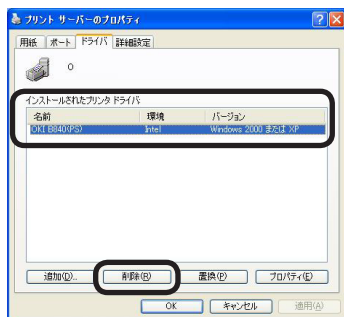 プリント サーバーのプロパティ
用紙 ポート ドライバ 詳細設定
0
インストールされたプリンタ ドライバ:
名前 環境 バージョン
OKI B840(PS) Intel Windows 2000 または XP
追加(D)... 削除(R) 置換(P) プロパティ(E)
OK キャンセル 適用(A)